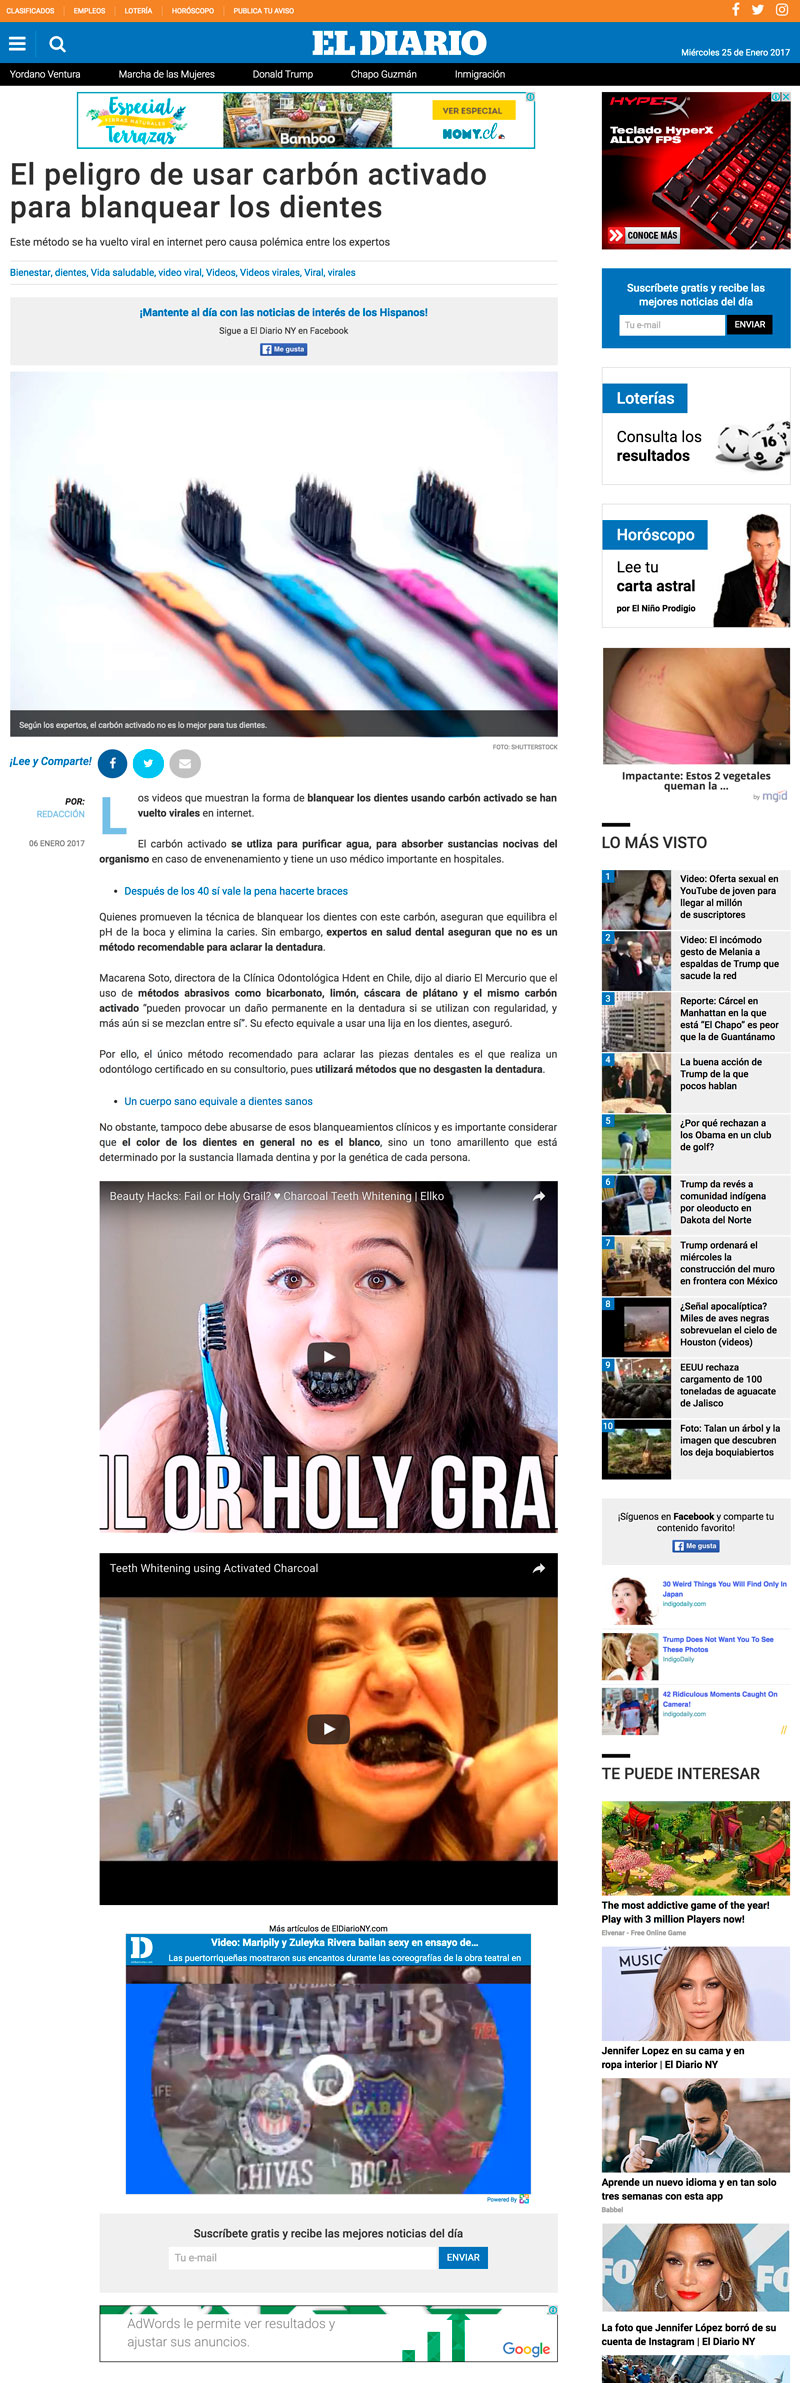 CLASIFICADOS
EMPLEOS
LOTERÍA
HORÓSCOPO
PUBLICA TU AVISO
EL DIARIO
Miércoles 25 de Enero 2017
Yordano Ventura
Marcha de las Mujeres
Donald Trump
Chapo Guzmán
Inmigración
Especial
Terrazas
Bamboo
VER ESPECIAL
HOMY.cl
El peligro de usar carbón activado
para blanquear los dientes
Este método se ha vuelto viral en internet pero causa polémica entre los expertos
Bienestar, dientes, Vida saludable, video viral, Videos, Videos virales, Viral, virales
¡Mantente al día con las noticias de interés de los Hispanos!
Sigue a El Diario NY en Facebook
Me gusta
Según los expertos, el carbón activado no es lo mejor para tus dientes.
FOTO: SHUTTERSTOCK
¡Lee y Comparte!
POR:
REDACCIÓN
06 ENERO 2017
Los videos que muestran la forma de blanquear los dientes usando carbón activado se han
vuelto virales en internet.
El carbón activado se utliza para purificar agua, para absorber sustancias nocivas del
organismo en caso de envenenamiento y tiene un uso médico importante en hospitales.
• Después de los 40 sí vale la pena hacerte braces
Quienes promueven la técnica de blanquear los dientes con este carbón, aseguran que equilibra el
pH de la boca y elimina la caries. Sin embargo, expertos en salud dental aseguran que no es un
método recomendable para aclarar la dentadura.
Macarena Soto, directora de la Clínica Odontológica Hdent en Chile, dijo al diario El Mercurio que el
uso de métodos abrasivos como bicarbonato, limón, cáscara de plátano y el mismo carbón
activado "pueden provocar un daño permanente en la dentadura si se utilizan con regularidad, y
más aún si se mezclan entre sí". Su efecto equivale a usar una lija en los dientes, aseguró.
Por ello, el único método recomendado para aclarar las piezas dentales es el que realiza un
odontólogo certificado en su consultorio, pues utilizará métodos que no desgasten la dentadura.
• Un cuerpo sano equivale a dientes sanos
No obstante, tampoco debe abusarse de esos blanqueamientos clínicos y es importante considerar
que el color de los dientes en general no es el blanco, sino un tono amarillento que está
determinado por la sustancia llamada dentina y por la genética de cada persona.
Beauty Hacks: Fail or Holy Grail? ♥ Charcoal Teeth Whitening | Ellko
IL OR HOLY GRA
Teeth Whitening using Activated Charcoal
Más artículos de ElDiarioNY.com
D
Video: Maripily y Zuleyka Rivera bailan sexy en ensayo de...
Las puertorriqueñas mostraron sus encantos durante las coreografías de la obra teatral en
GIGANTES
VS
CABJ
CHIVAS
BOCA
Powered By
Suscríbete gratis y recibe las mejores noticias del día
Tu e-mail
ENVIAR
AdWords le permite ver resultados y
ajustar sus anuncios.
Google
HYPERX
Teclado HyperX
ALLOY FPS
CONOCE MÁS
Suscríbete gratis y recibe las
mejores noticias del día
Tu e-mail
ENVIAR
Loterías
Consulta los
resultados
16
Horóscopo
Lee tu
carta astral
por El Niño Prodigio
Impactante: Estos 2 vegetales
queman la ...
by mgid
LO MÁS VISTO
1
Video: Oferta sexual en
YouTube de joven para
llegar al millón
de suscriptores
2
Video: El incómodo
gesto de Melania a
espaldas de Trump que
sacude la red
3
Reporte: Cárcel en
Manhattan en la que
está "El Chapo" es peor
que la de Guantánamo
4
La buena acción de
Trump de la que
pocos hablan
5
¿Por qué rechazan a
los Obama en un club
de golf?
6
Trump da revés a
comunidad indígena
por oleoducto en
Dakota del Norte
7
Trump ordenará el
miércoles la
construcción del muro
en frontera con México
8
¿Señal apocalíptica?
Miles de aves negras
sobrevuelan el cielo de
Houston (videos)
9
EEUU rechaza
cargamento de 100
toneladas de aguacate
de Jalisco
10
Foto: Talan un árbol y la
imagen que descubren
los deja boquiabiertos
¡Síguenos en Facebook y comparte tu
contenido favorito!
Me gusta
30 Weird Things You Will Find Only In
Japan
indigodaily.com
Trump Does Not Want You To See
These Photos
IndigoDaily
42 Ridiculous Moments Caught On
Camera!
indigodaily.com
TE PUEDE INTERESAR
The most addictive game of the year!
Play with 3 million Players now!
Elvenar - Free Online Game
MUSIC
Jennifer Lopez en su cama y en
ropa interior | El Diario NY
Aprende un nuevo idioma y en tan solo
tres semanas con esta app
Babbel
FOX
FO
La foto que Jennifer López borró de su
cuenta de Instagram | El Diario NY